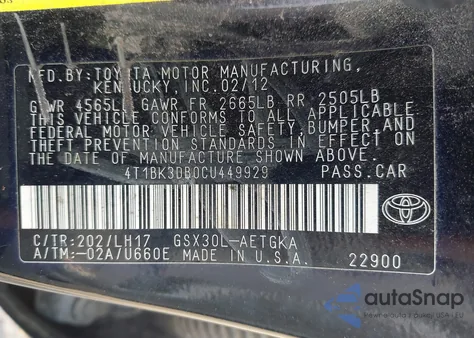 MFD.BY:TOYOTA MOTOR MANUFACTURING,
KENTUCKY, INC.02/12
GVWR 4565LB GAWR FR 2665LB RR 2505LB
THIS VEHICLE CONFORMS TO ALL APPLICABLE
FEDERAL MOTOR VEHICLE SAFETY, BUMPER, AND
THEFT PREVENTION STANDARDS IN EFFECT ON
THE DATE OF MANUFACTURE SHOWN ABOVE.
4T1BK3DB0CU449929 PASS.CAR
C/TR:202/LH17 GSX30L-AETGKA
A/TM:-02A/U660E MADE IN U.S.A. 22900
autoSnap